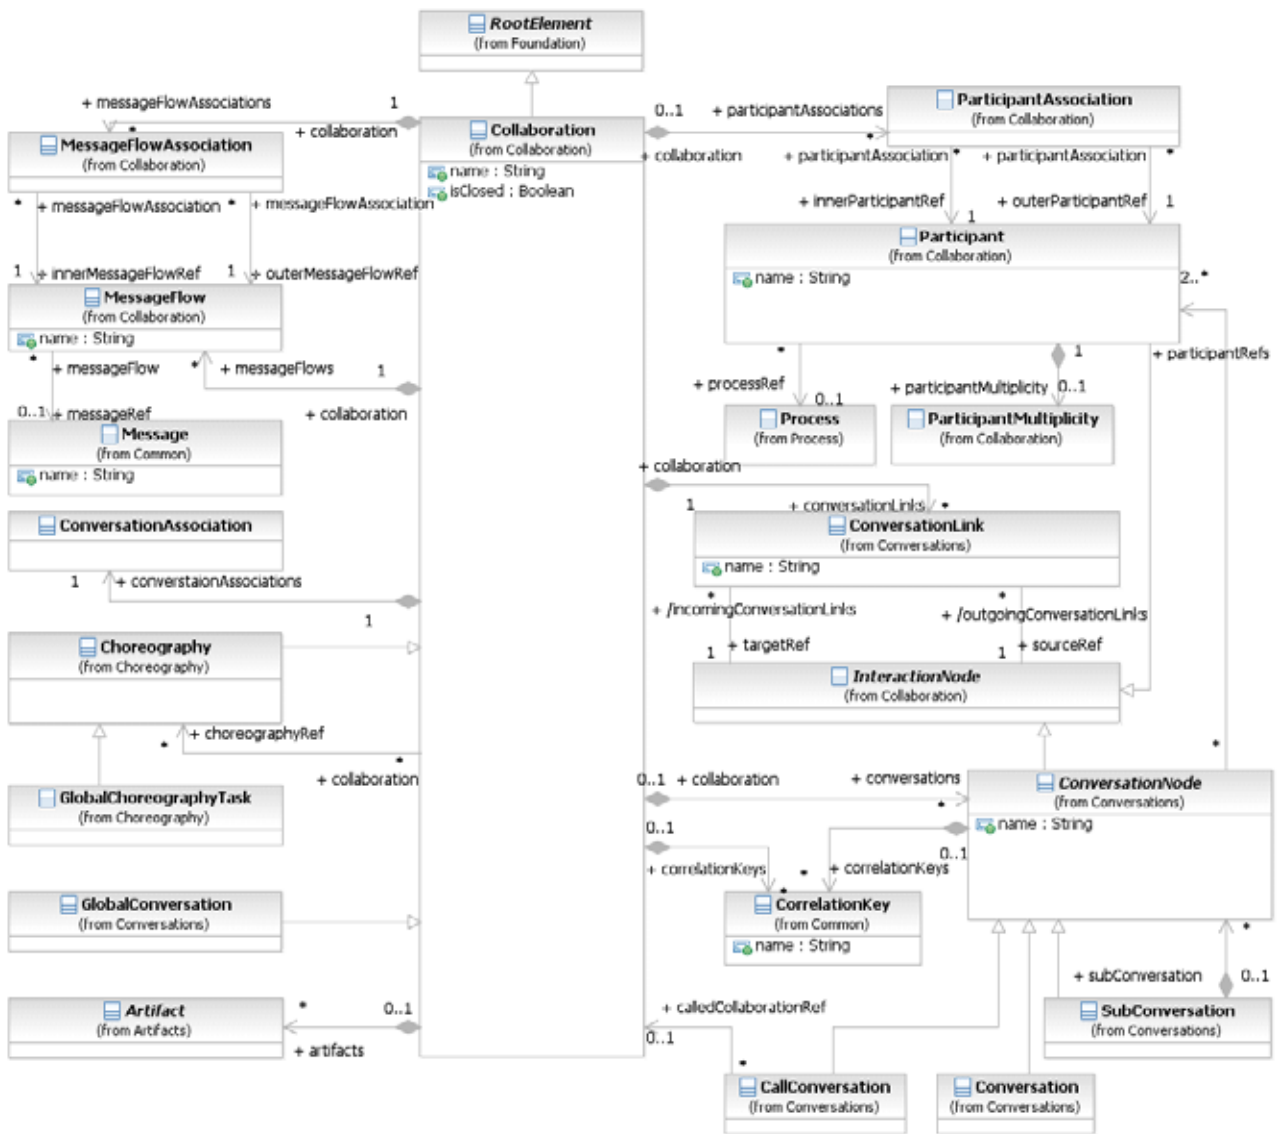 RootElement
(from Foundation)
+ messageFlowAssociations
1
*
+ collaboration
MessageFlowAssociation
(from Collaboration)
Collaboration
(from Collaboration)
name : String
isClosed : Boolean
0..1
+ participantAssociations
*
+ collaboration
ParticipantAssociation
(from Collaboration)
+ participantAssociation
*
+ participantAssociation
*
+ innerParticipantRef
1
+ outerParticipantRef
1
*
+ messageFlowAssociation
*
+ messageFlowAssociation
1
+ innerMessageFlowRef
1
+ outerMessageFlowRef
Participant
(from Collaboration)
name : String
2..*
MessageFlow
(from Collaboration)
name : String
*
+ messageFlow
*
+ messageFlows
1
+ collaboration
0..1
+ messageRef
Message
(from Common)
name : String
*
+ processRef
0..1
1
+ participantMultiplicity
0..1
+ participantRefs
Process
(from Process)
ParticipantMultiplicity
(from Collaboration)
+ collaboration
1
+ conversationLinks
*
ConversationAssociation
ConversationLink
(from Conversations)
name : String
1
+ converstaionAssociations
1
*
+ /incomingConversationLinks
*
+ /outgoingConversationLinks
1
+ targetRef
1
+ sourceRef
Choreography
(from Choreography)
InteractionNode
(from Collaboration)
*
+ choreographyRef
*
+ collaboration
*
GlobalChoreographyTask
(from Choreography)
0..1
+ collaboration
+ conversations
*
ConversationNode
(from Conversations)
name : String
0..1
+ correlationKeys
*
0..1
+ correlationKeys
*
GlobalConversation
(from Conversations)
CorrelationKey
(from Common)
name : String
*
+ subConversation
0..1
Artifact
(from Artifacts)
*
0..1
+ artifacts
+ caledCollaborationRef
0..1
*
SubConversation
(from Conversations)
CallConversation
(from Conversations)
Conversation
(from Conversations)